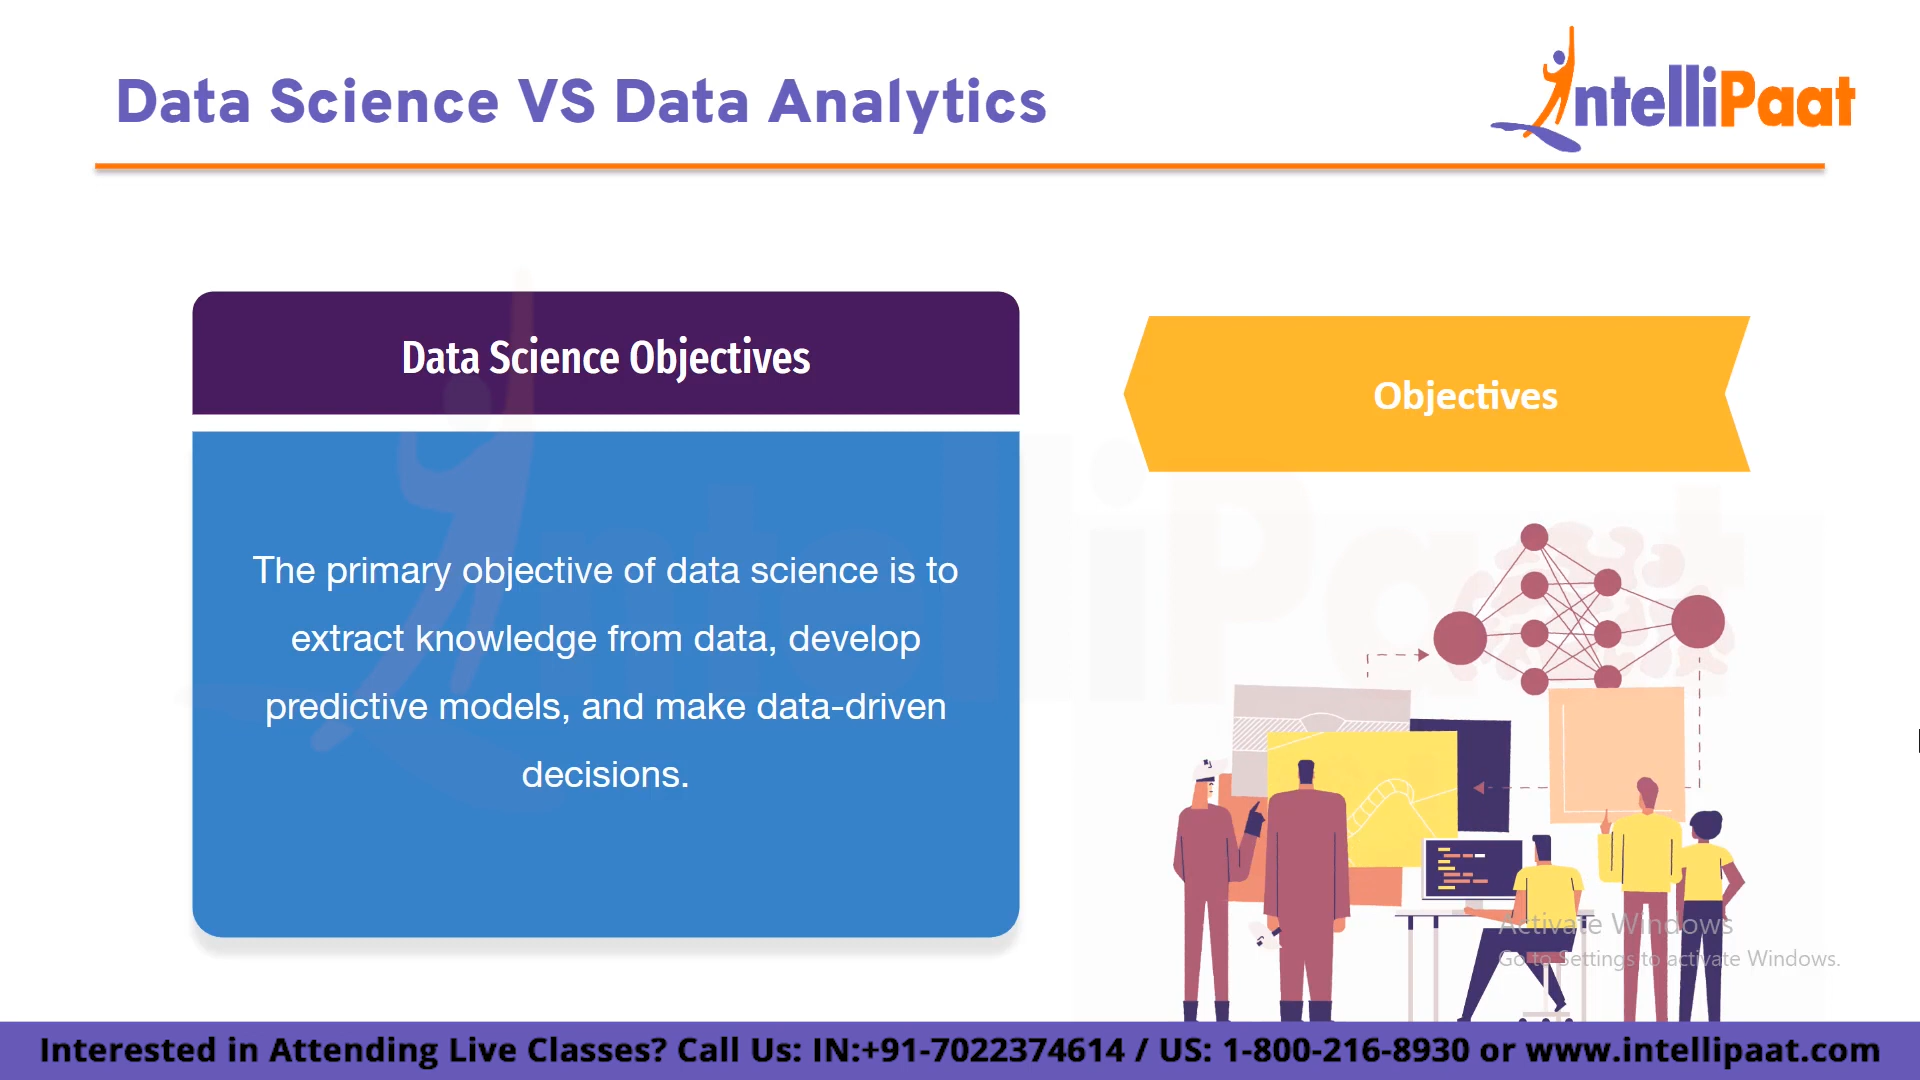 Data Science VS Data Analytics
IntelliPaat
Data Science Objectives
Objectives
The primary objective of data science is to
extract knowledge from data, develop
predictive models, and make data-driven
decisions.
Activate Windows
Go to Settings to activate Windows.
Interested in Attending Live Classes? Call Us: IN:+91-7022374614 / US: 1-800-216-8930 or www.intellipaat.com